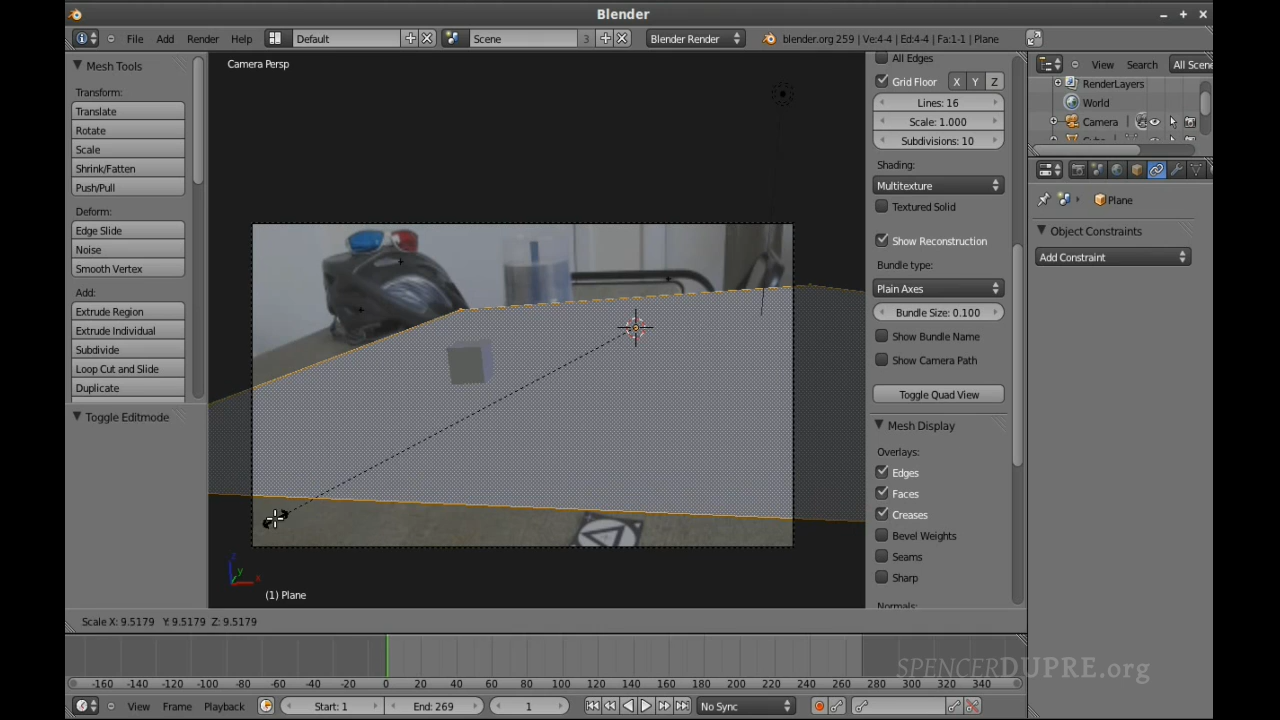 Blender
File Add Render Help Default Scene 3 Blender Render blender.org 259 | Ve:4-4 | Ed:4-4 | Fa:1-1 | Plane
Mesh Tools
Transform:
Translate
Rotate
Scale
Shrink/Fatten
Push/Pull
Deform:
Edge Slide
Noise
Smooth Vertex
Add:
Extrude Region
Extrude Individual
Subdivide
Loop Cut and Slide
Duplicate
Toggle Editmode
Camera Persp
z
y
x
(1) Plane
Scale X: 9.5179 Y: 9.5179 Z: 9.5179
All Edges
Grid Floor X Y Z
Lines: 16
Scale: 1.000
Subdivisions: 10
Shading:
Multitexture
Textured Solid
Show Reconstruction
Bundle type:
Plain Axes
Bundle Size: 0.100
Show Bundle Name
Show Camera Path
Toggle Quad View
Mesh Display
Overlays:
Edges
Faces
Creases
Bevel Weights
Seams
Sharp
Normals:
View Search All Scene
RenderLayers
World
Camera
Plane
Object Constraints
Add Constraint
-160 -140 -120 -100 -80 -60 -40 -20 0 20 40 60 80 100 120 140 160 180 200 220 240 260 280 300 320 340
View Frame Playback Start: 1 End: 269 1 No Sync
SPENCERDUPRE.org